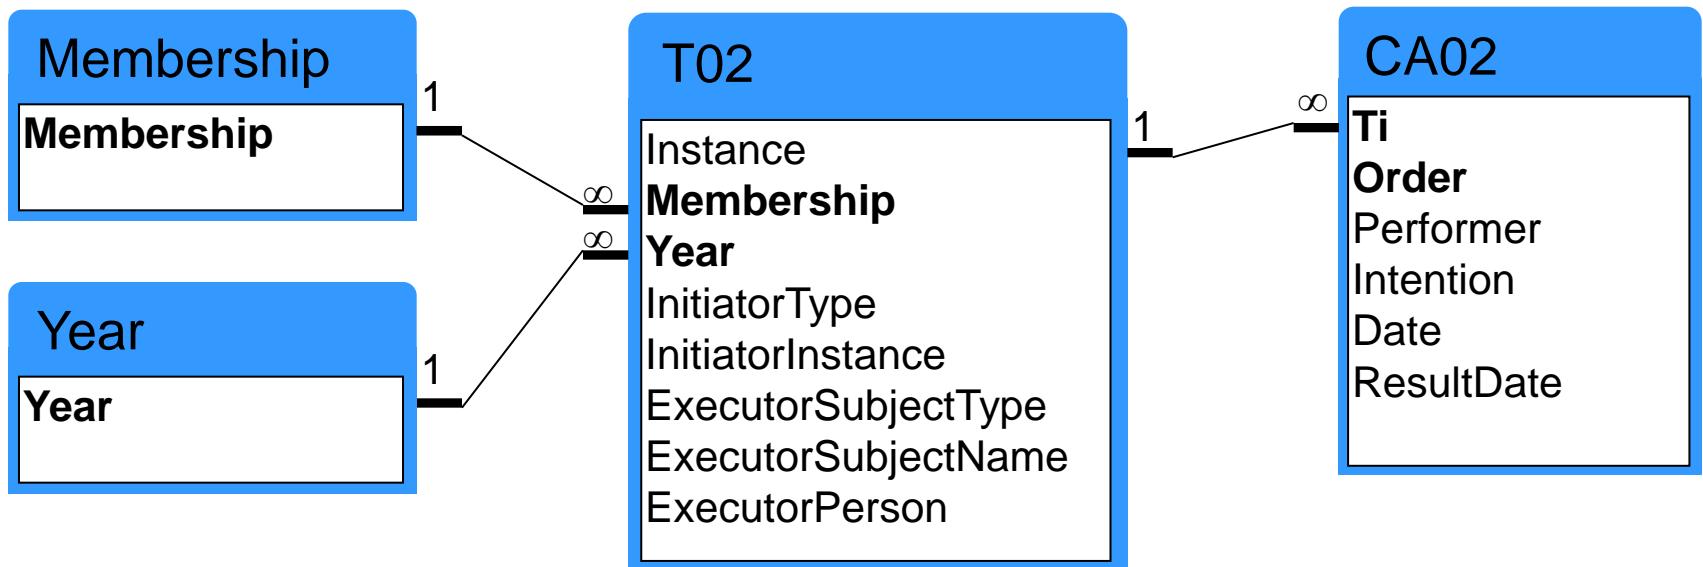 Membership
Membership
1
∞
Year
Year
1
∞
T02
Instance
Membership
Year
InitiatorType
InitiatorInstance
ExecutorSubjectType
ExecutorSubjectName
ExecutorPerson
1
∞
CA02
Ti
Order
Performer
Intention
Date
ResultDate